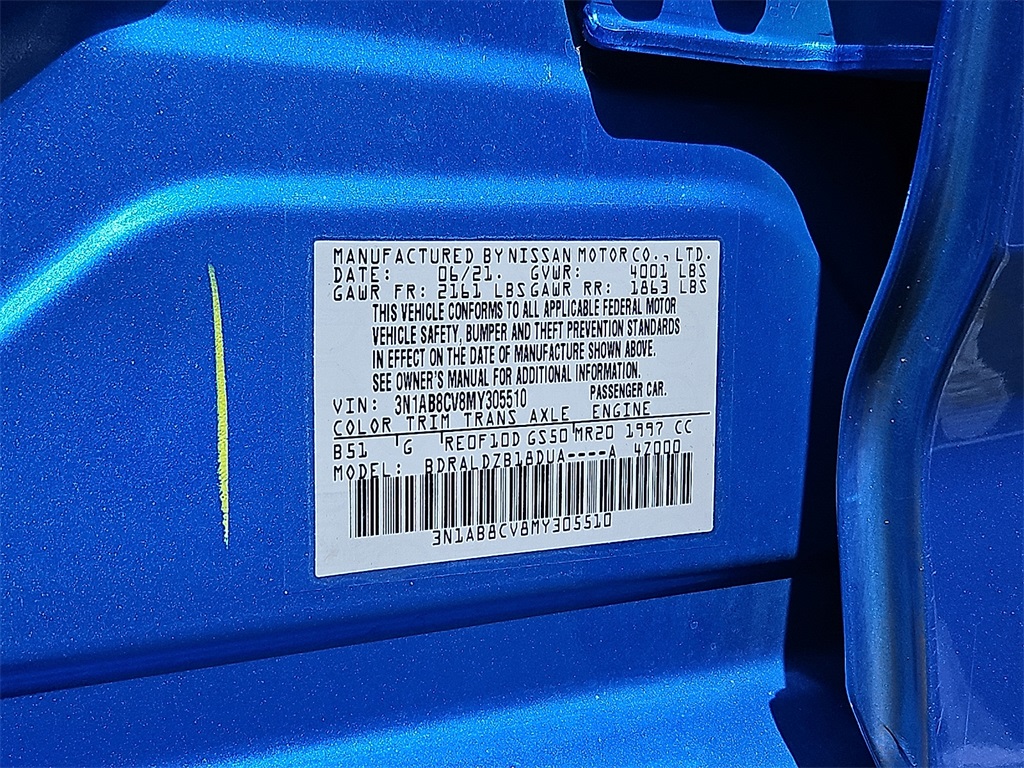 MANUFACTURED BY NISSAN MOTOR CO., LTD.
DATE: 06/21. GVWR: 4001 LBS
GAWR FR: 2161 LBS GAWR RR: 1863 LBS
THIS VEHICLE CONFORMS TO ALL APPLICABLE FEDERAL MOTOR
VEHICLE SAFETY, BUMPER AND THEFT PREVENTION STANDARDS
IN EFFECT ON THE DATE OF MANUFACTURE SHOWN ABOVE.
SEE OWNER'S MANUAL FOR ADDITIONAL INFORMATION.
VIN: 3N1AB8CV8MY305510 PASSENGER CAR.
COLOR TRIM TRANS AXLE ENGINE
B51 G RE0F10D GS50 MR20 1997 CC
MODEL: BDRALDZB18DUA----A 4Z000
3N1AB8CV8MY305510